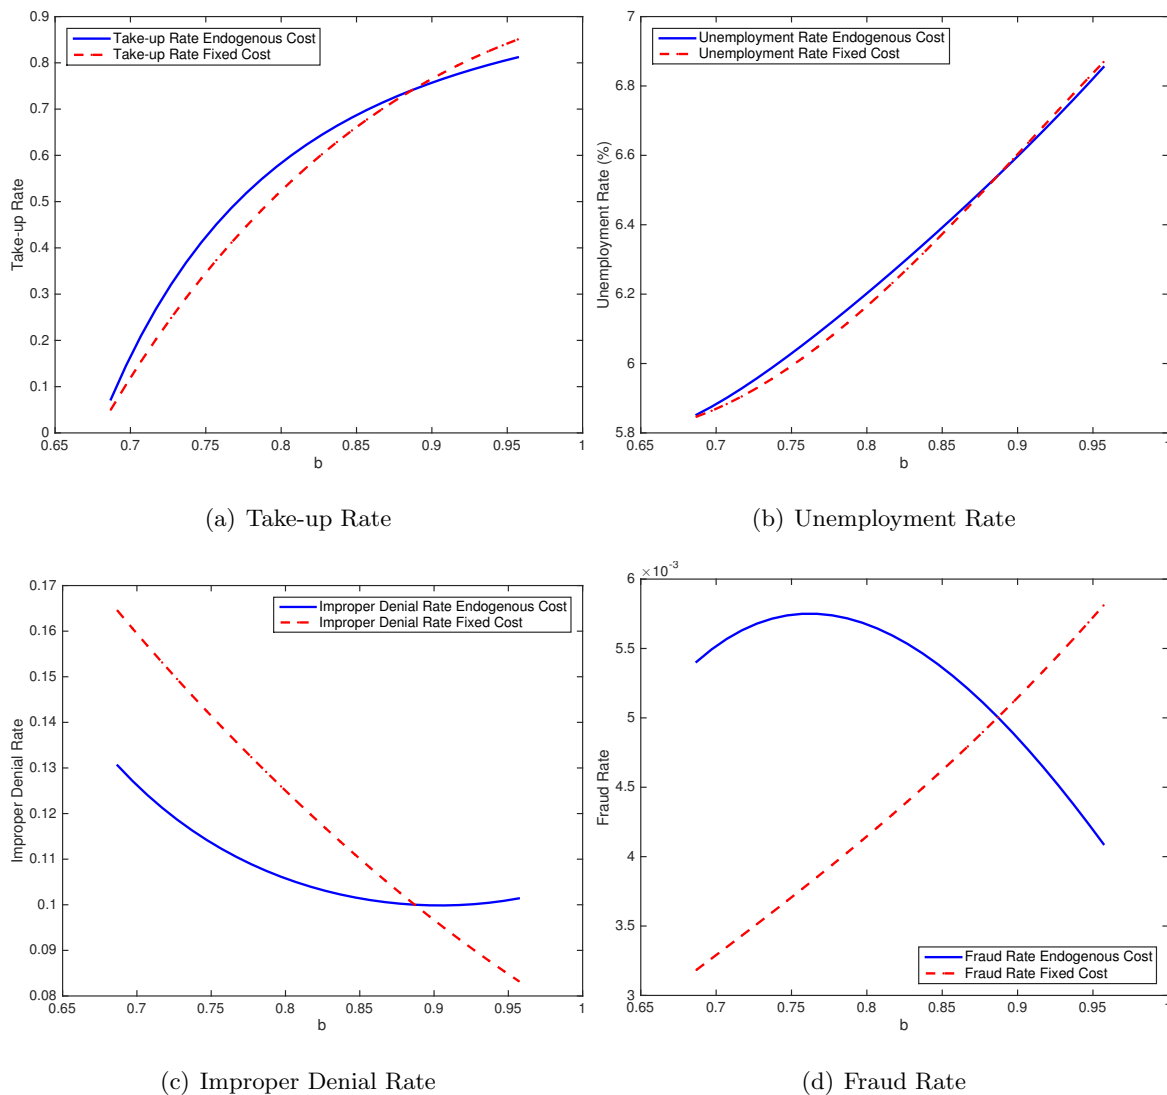 0.9
0.8
0.7
0.6
0.5
0.4
0.3
0.2
0.1
0
Take-up Rate
Take-up Rate Endogenous Cost
Take-up Rate Fixed Cost
0.65 0.7 0.75 0.8 0.85 0.9 0.95 1
b
(a) Take-up Rate
7
6.8
6.6
6.4
6.2
6
5.8
Unemployment Rate (%)
Unemployment Rate Endogenous Cost
Unemployment Rate Fixed Cost
0.65 0.7 0.75 0.8 0.85 0.9 0.95 1
b
(b) Unemployment Rate
0.17
0.16
0.15
0.14
0.13
0.12
0.11
0.1
0.09
0.08
Improper Denial Rate
Improper Denial Rate Endogenous Cost
Improper Denial Rate Fixed Cost
0.65 0.7 0.75 0.8 0.85 0.9 0.95 1
b
(c) Improper Denial Rate
×10⁻³
6
5.5
5
4.5
4
3.5
3
Fraud Rate
Fraud Rate Endogenous Cost
Fraud Rate Fixed Cost
0.65 0.7 0.75 0.8 0.85 0.9 0.95 1
b
(d) Fraud Rate